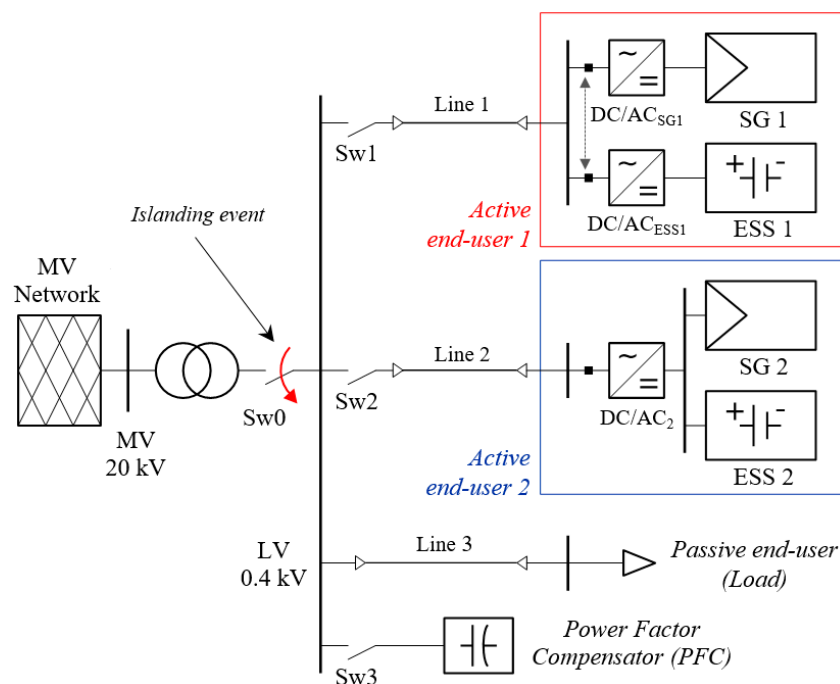 Line 1
Sw1
DC/AC_SG1
SG 1
+ -
DC/AC_ESS1
ESS 1
Active
end-user 1
Islanding event
MV
Network
MV
20 kV
Sw0
Line 2
Sw2
DC/AC_2
SG 2
+ -
ESS 2
Active
end-user 2
LV
0.4 kV
Line 3
Passive end-user
(Load)
Sw3
Power Factor
Compensator (PFC)